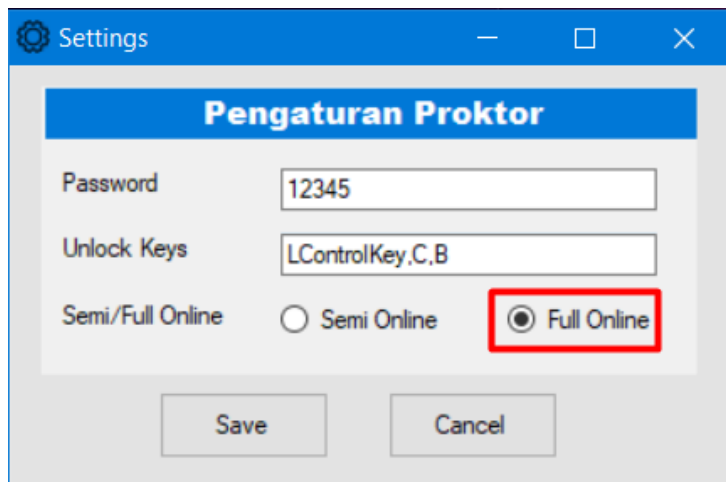 Settings
Pengaturan Proktor
Password 12345
Unlock Keys LControlKey,C,B
Semi/Full Online Semi Online Full Online
Save Cancel